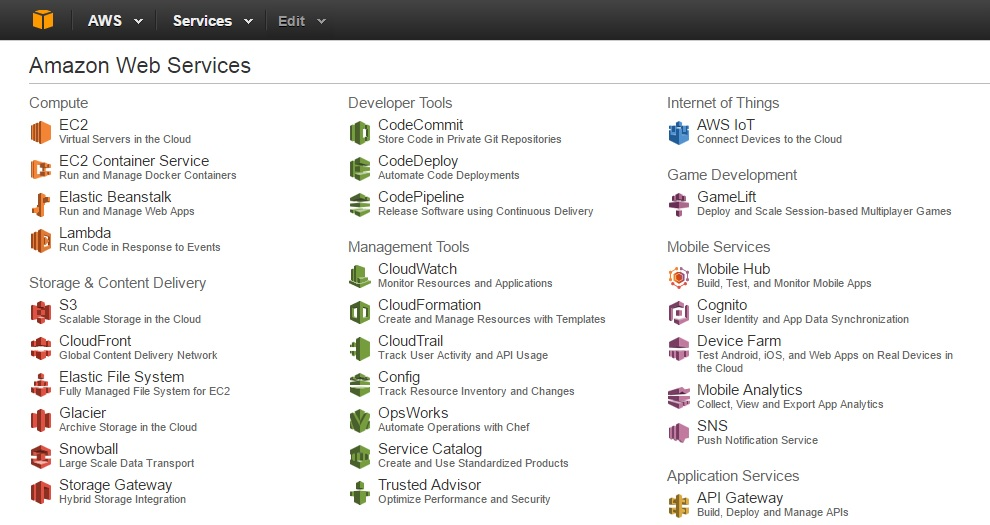 AWS Services Edit
Amazon Web Services
Compute
EC2
Virtual Servers in the Cloud
EC2 Container Service
Run and Manage Docker Containers
Elastic Beanstalk
Run and Manage Web Apps
Lambda
Run Code in Response to Events
Storage & Content Delivery
S3
Scalable Storage in the Cloud
CloudFront
Global Content Delivery Network
Elastic File System
Fully Managed File System for EC2
Glacier
Archive Storage in the Cloud
Snowball
Large Scale Data Transport
Storage Gateway
Hybrid Storage Integration
Developer Tools
CodeCommit
Store Code in Private Git Repositories
CodeDeploy
Automate Code Deployments
CodePipeline
Release Software using Continuous Delivery
Management Tools
CloudWatch
Monitor Resources and Applications
CloudFormation
Create and Manage Resources with Templates
CloudTrail
Track User Activity and API Usage
Config
Track Resource Inventory and Changes
OpsWorks
Automate Operations with Chef
Service Catalog
Create and Use Standardized Products
Trusted Advisor
Optimize Performance and Security
Internet of Things
AWS IoT
Connect Devices to the Cloud
Game Development
GameLift
Deploy and Scale Session-based Multiplayer Games
Mobile Services
Mobile Hub
Build, Test, and Monitor Mobile Apps
Cognito
User Identity and App Data Synchronization
Device Farm
Test Android, iOS, and Web Apps on Real Devices in
the Cloud
Mobile Analytics
Collect, View and Export App Analytics
SNS
Push Notification Service
Application Services
API Gateway
Build, Deploy and Manage APIs